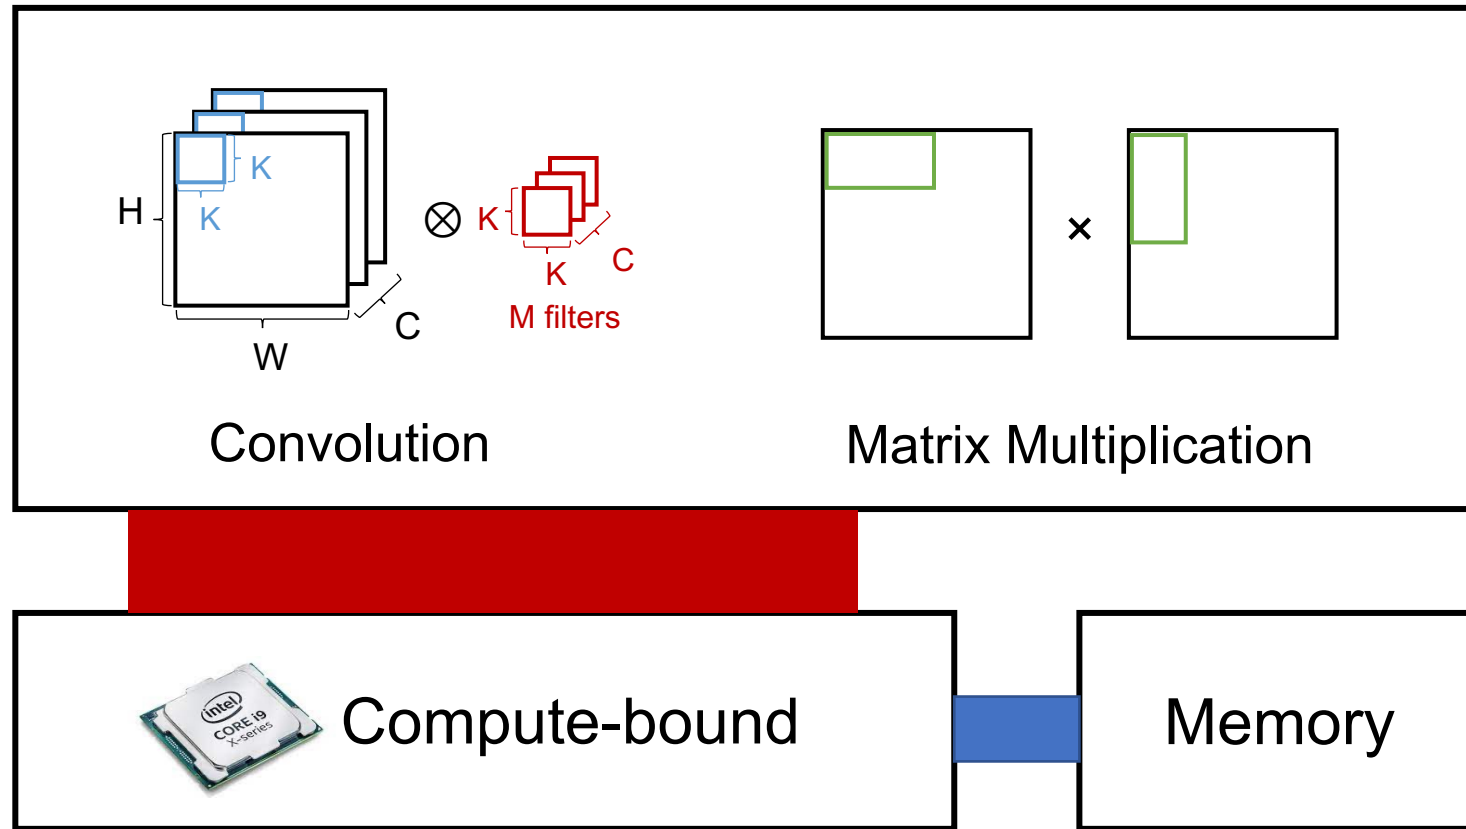 H
K
K
W
C
⊗
K
K
C
M filters
×
Convolution
Matrix Multiplication
intel
CORE i9
X-series
Compute-bound
Memory